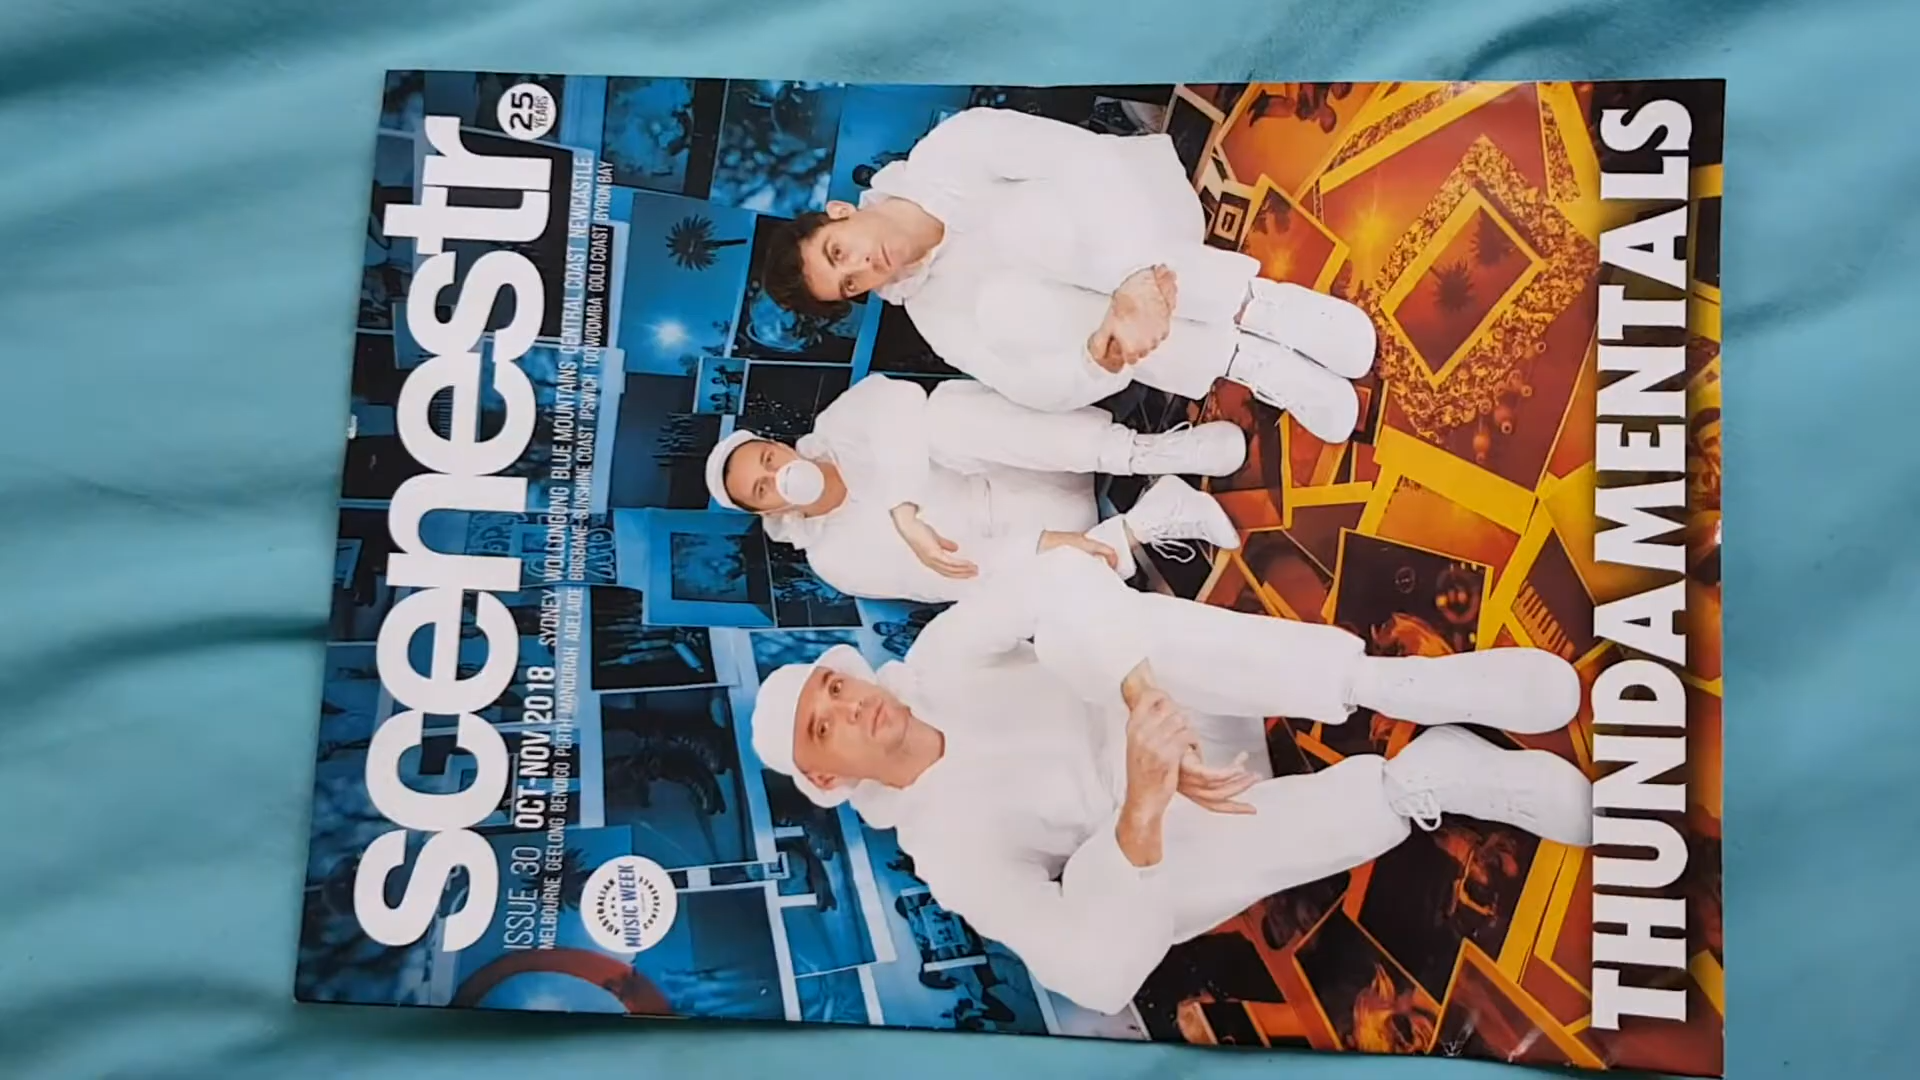 25
YEARS
scenestr
ISSUE 30 OCT-NOV 2018 SYDNEY WOLLONGONG BLUE MOUNTAINS CENTRAL COAST NEWCASTLE
MELBOURNE GEELONG BENDIGO PERTH MANDURAH ADELAIDE BRISBANE SUNSHINE COAST IPSWICH TOOWOOMBA GOLD COAST BYRON BAY
AUSTRALIAN
MUSIC WEEK
CONFERENCE
THUNDAMENTALS